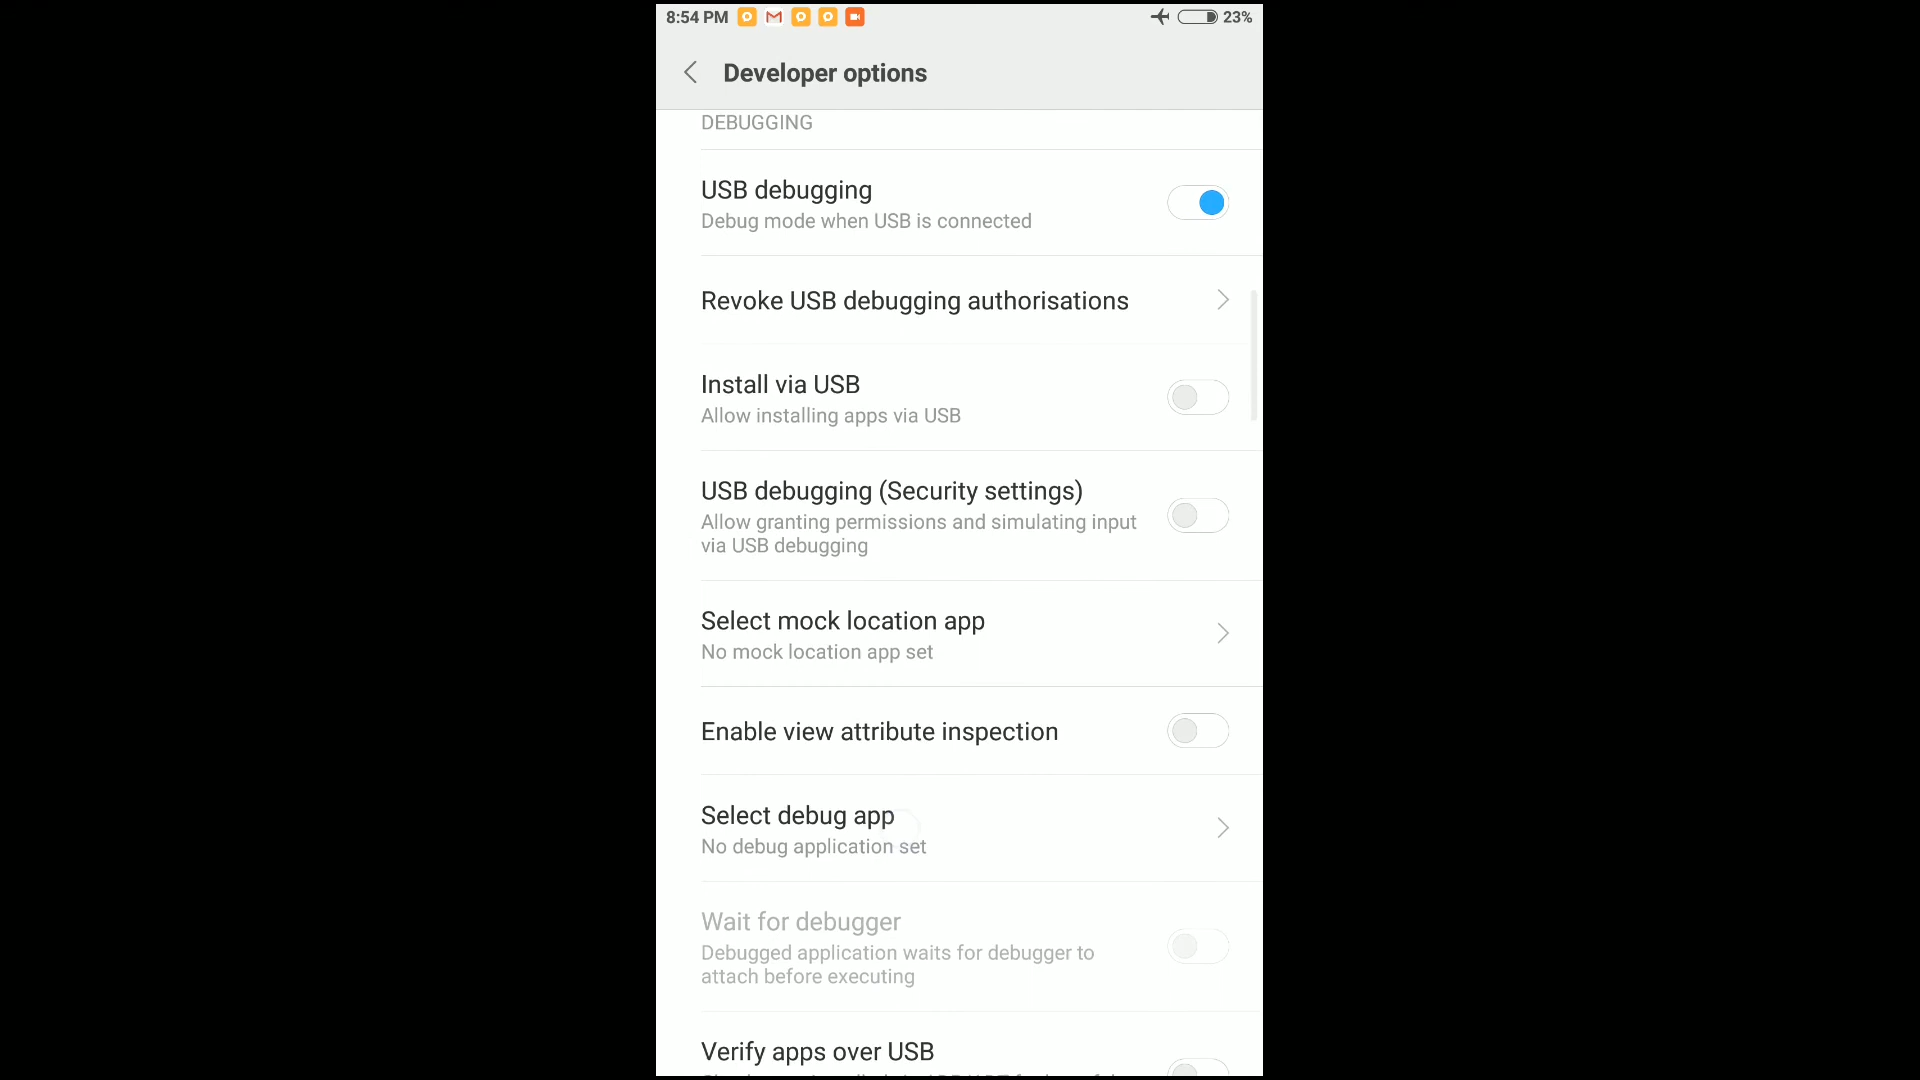 8:54 PM
23%
Developer options
DEBUGGING
USB debugging
Debug mode when USB is connected
Revoke USB debugging authorisations
Install via USB
Allow installing apps via USB
USB debugging (Security settings)
Allow granting permissions and simulating input
via USB debugging
Select mock location app
No mock location app set
Enable view attribute inspection
Select debug app
No debug application set
Wait for debugger
Debugged application waits for debugger to
attach before executing
Verify apps over USB